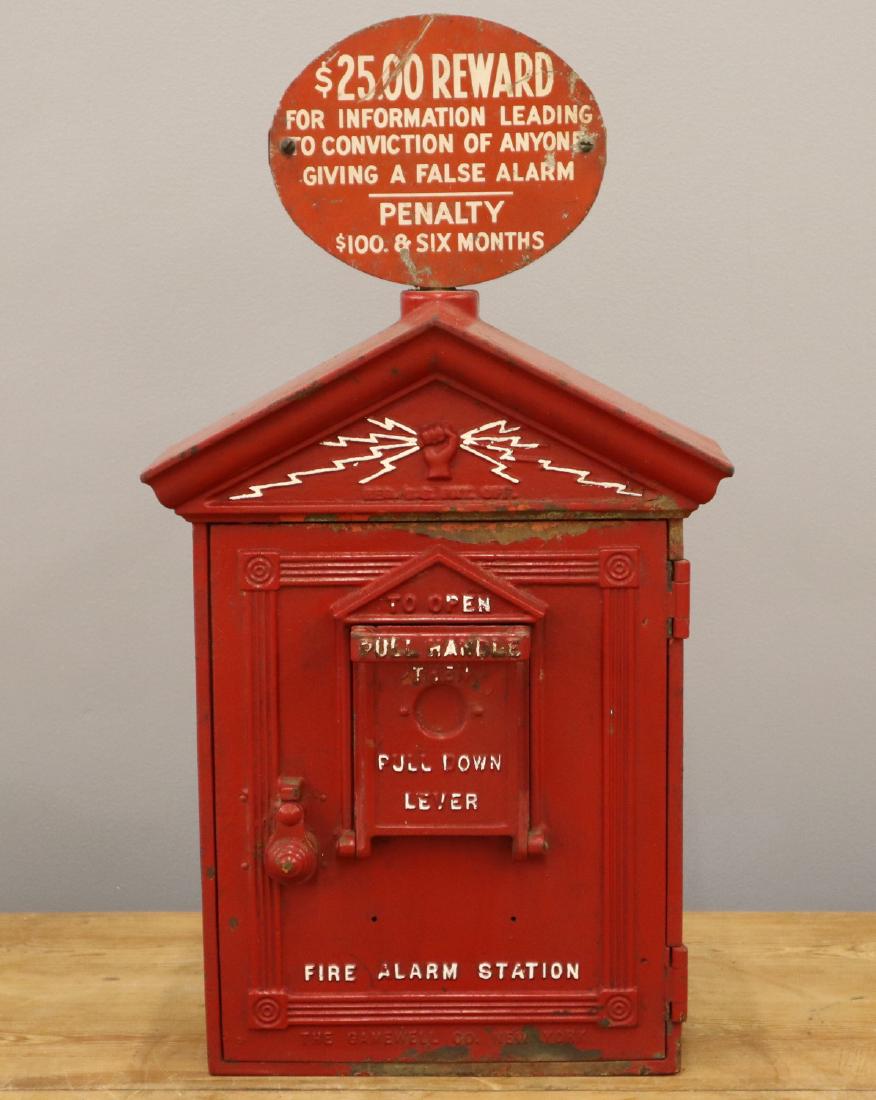 $25.00 REWARD
FOR INFORMATION LEADING
TO CONVICTION OF ANYONE
GIVING A FALSE ALARM
PENALTY
$100. & SIX MONTHS
TO OPEN
PULL HANDLE
THEN
PULL DOWN
LEVER
FIRE ALARM STATION
THE GAMEWELL CO. NEW YORK